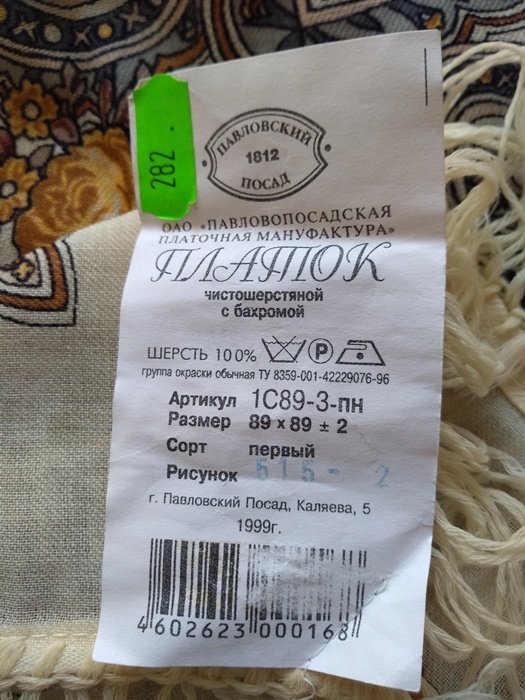 282.
ПАВЛОВСКИЙ
1812
ПОСАД
ОАО «ПАВЛОВОПОСАДСКАЯ
ПЛАТОЧНАЯ МАНУФАКТУРА»
ПЛАТОК
чистошерстяной
с бахромой
ШЕРСТЬ 100% P
группа окраски обычная ТУ 8359-001-42229076-96
Артикул 1С89-3-пн
Размер 89 x 89 ± 2
Сорт первый
Рисунок 515- 2
г. Павловский Посад, Каляева, 5
1999г.
4602623000168